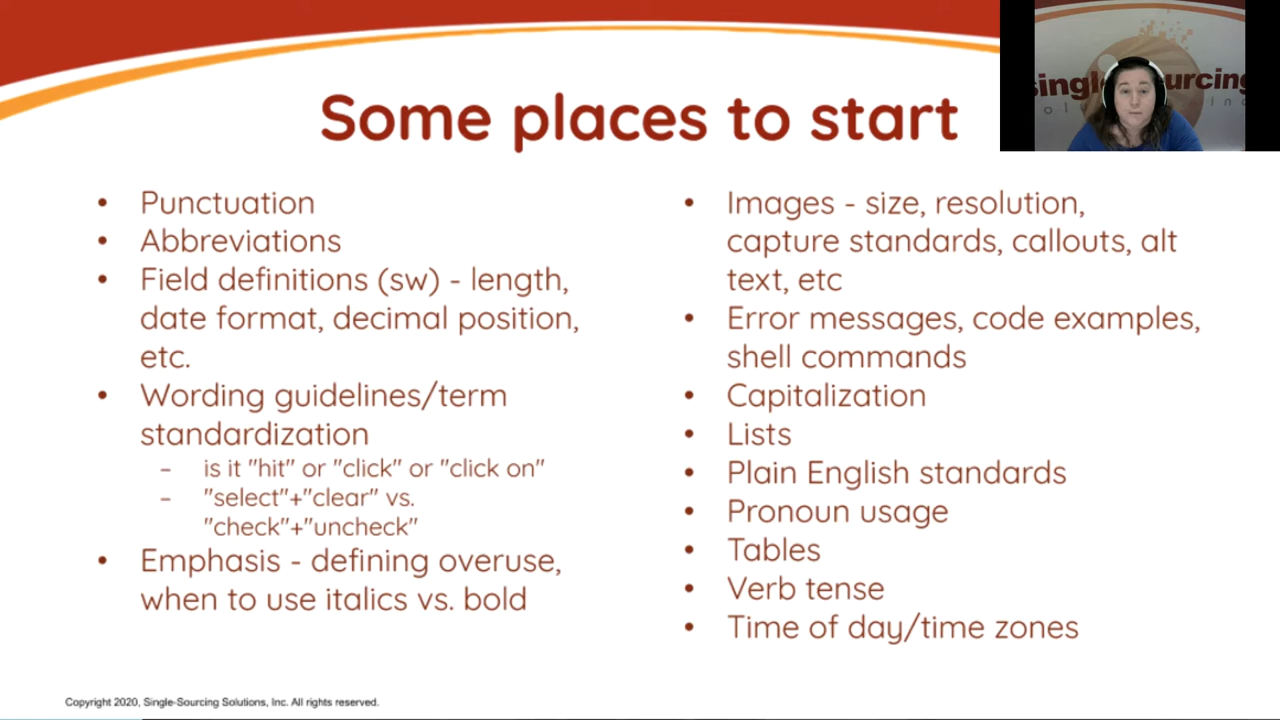 Some places to start
• Punctuation
• Abbreviations
• Field definitions (sw) - length,
date format, decimal position,
etc.
• Wording guidelines/term
standardization
– is it "hit" or "click" or "click on"
– "select"+"clear" vs.
"check"+"uncheck"
• Emphasis - defining overuse,
when to use italics vs. bold
• Images - size, resolution,
capture standards, callouts, alt
text, etc
• Error messages, code examples,
shell commands
• Capitalization
• Lists
• Plain English standards
• Pronoun usage
• Tables
• Verb tense
• Time of day/time zones
Copyright 2020, Single-Sourcing Solutions, Inc. All rights reserved.